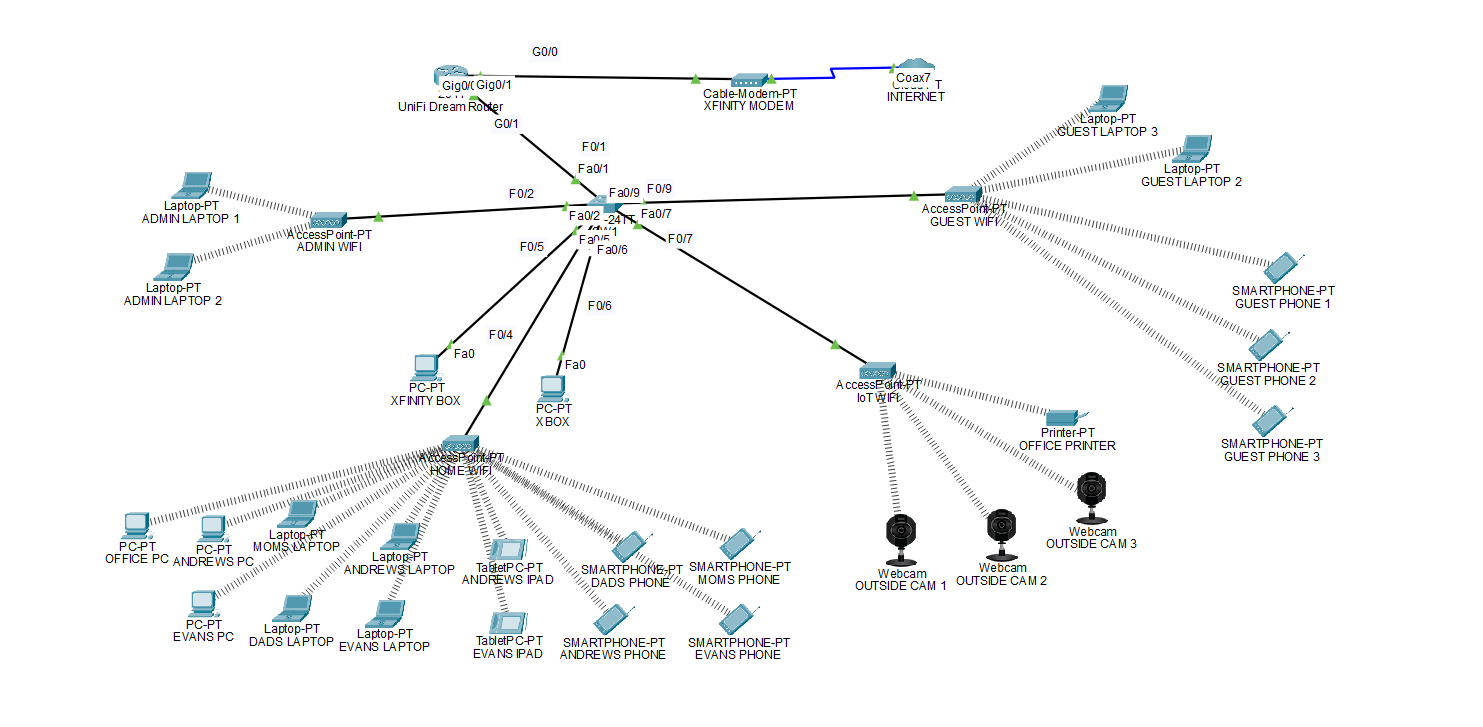 G0/0
Gig0/1
Coax7
Cable-Modem-PT
XFINITY MODEM
INTERNET
UniFi Dream Router
G0/1
Laptop-PT
GUEST LAPTOP 3
F0/1
Fa0/1
Laptop-PT
GUEST LAPTOP 2
F0/2
Fa0/9
F0/9
Laptop-PT
ADMIN LAPTOP 1
Fa0/2
Fa0/7
AccessPoint-PT
GUEST WIFI
AccessPoint-PT
ADMIN WIFI
F0/5
Fa0/5
Fa0/6
F0/7
Laptop-PT
ADMIN LAPTOP 2
SMARTPHONE-PT
GUEST PHONE 1
F0/6
F0/4
Fa0
Fa0
PC-PT
XFINITY BOX
PC-PT
X BOX
AccessPoint-PT
IoT WIFI
SMARTPHONE-PT
GUEST PHONE 2
Printer-PT
OFFICE PRINTER
SMARTPHONE-PT
GUEST PHONE 3
AccessPoint-PT
HOME WIFI
PC-PT
OFFICE PC
PC-PT
ANDREWS PC
Laptop-PT
MOMS LAPTOP
Laptop-PT
ANDREWS LAPTOP
TabletPC-PT
ANDREWS IPAD
SMARTPHONE-PT
DADS PHONE
SMARTPHONE-PT
MOMS PHONE
Webcam
OUTSIDE CAM 1
Webcam
OUTSIDE CAM 2
Webcam
OUTSIDE CAM 3
PC-PT
EVANS PC
Laptop-PT
DADS LAPTOP
Laptop-PT
EVANS LAPTOP
TabletPC-PT
EVANS IPAD
SMARTPHONE-PT
ANDREWS PHONE
SMARTPHONE-PT
EVANS PHONE